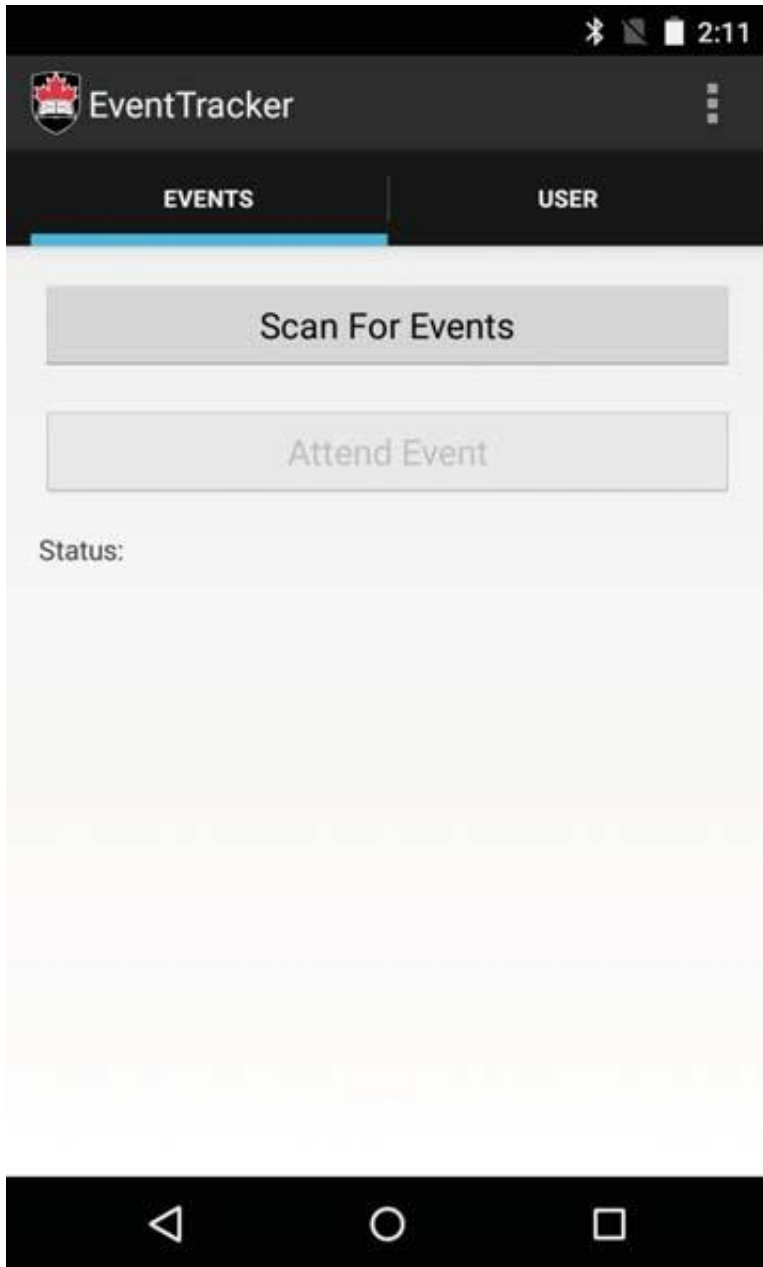 2:11
EventTracker
EVENTS USER
Scan For Events
Attend Event
Status: